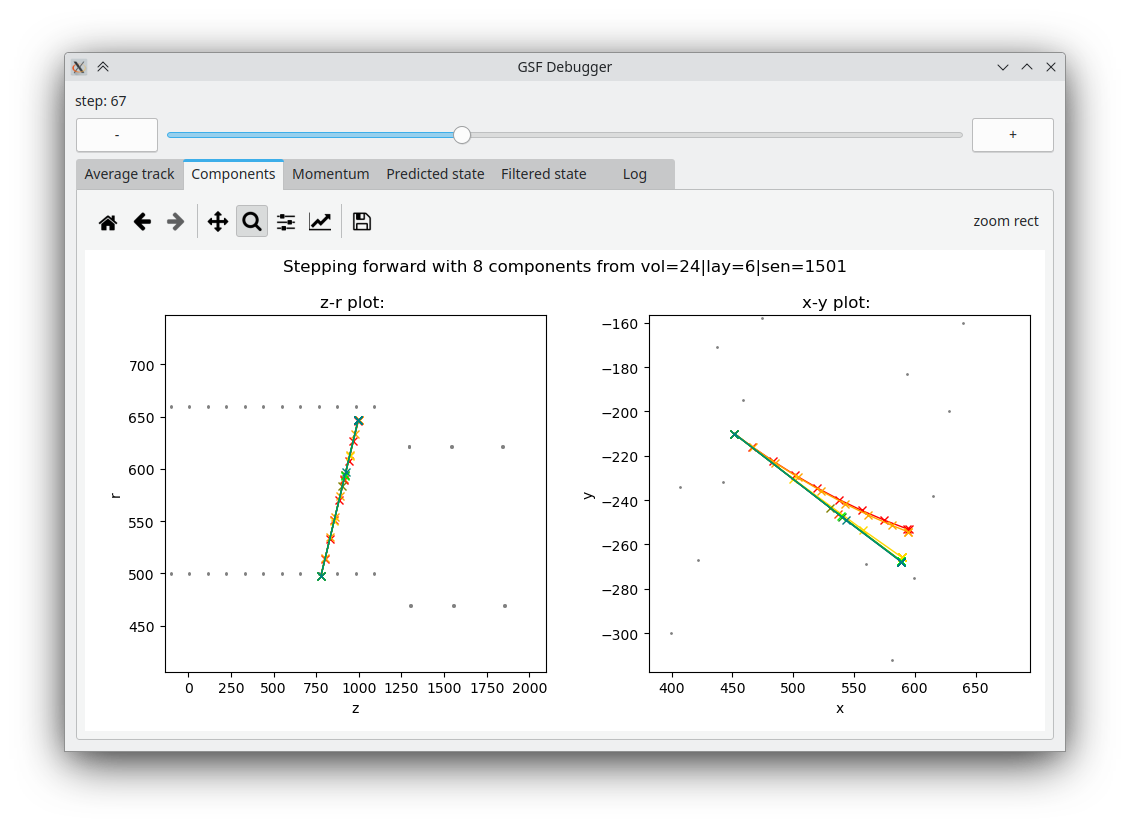 GSF Debugger
step: 67
- +
Average track Components Momentum Predicted state Filtered state Log
zoom rect
Stepping forward with 8 components from vol=24|lay=6|sen=1501
z-r plot:
700
650
600
550
500
450
r
0 250 500 750 1000 1250 1500 1750 2000
z
x-y plot:
−160
−180
−200
−220
−240
−260
−280
−300
y
400 450 500 550 600 650
x